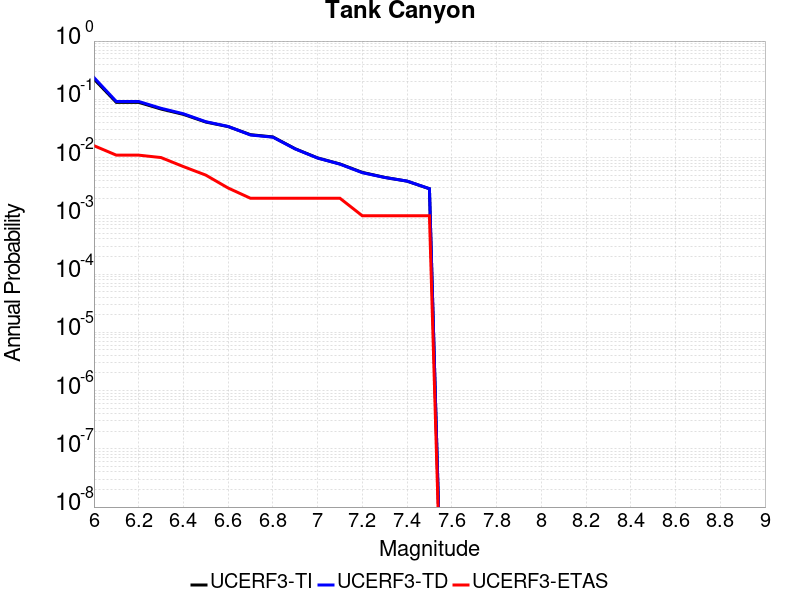 Tank Canyon
10^0
10^-1
10^-2
10^-3
10^-4
10^-5
10^-6
10^-7
10^-8
Annual Probability
6 6.2 6.4 6.6 6.8 7 7.2 7.4 7.6 7.8 8 8.2 8.4 8.6 8.8 9
Magnitude
UCERF3-TI UCERF3-TD UCERF3-ETAS